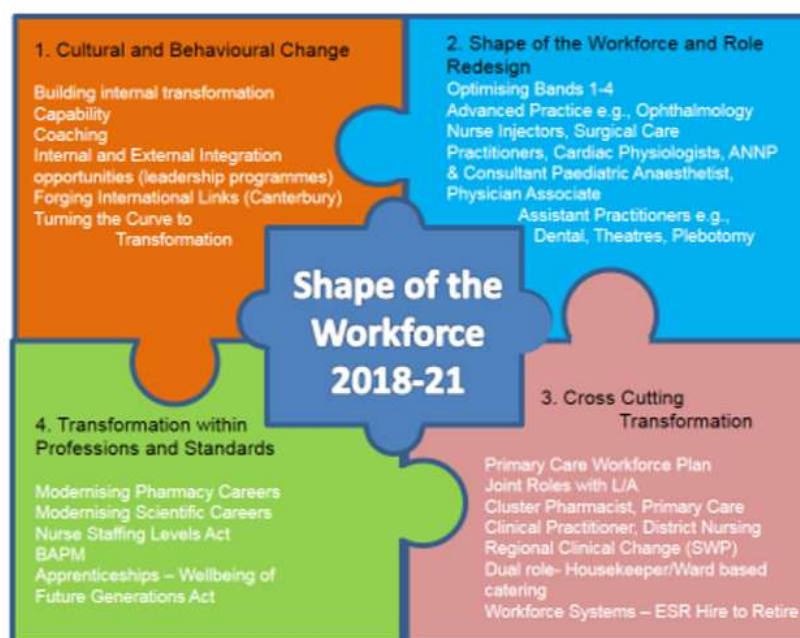 1. Cultural and Behavioural Change
Building internal transformation
Capability
Coaching
Internal and External Integration
opportunities (leadership programmes)
Forging International Links (Canterbury)
Turning the Curve to
Transformation
2. Shape of the Workforce and Role
Redesign
Optimising Bands 1-4
Advanced Practice e.g., Ophthalmology
Nurse Injectors, Surgical Care
Practitioners, Cardiac Physiologists, ANNP
& Consultant Paediatric Anaesthetist,
Physician Associate
Assistant Practitioners e.g.,
Dental, Theatres, Plebotomy
Shape of the
Workforce
2018-21
3. Cross Cutting
Transformation
Primary Care Workforce Plan
Joint Roles with L/A
Cluster Pharmacist, Primary Care
Clinical Practitioner, District Nursing
Regional Clinical Change (SWP)
Dual role- Housekeeper/Ward based
catering
Workforce Systems – ESR Hire to Retire
4. Transformation within
Professions and Standards
Modernising Pharmacy Careers
Modernising Scientific Careers
Nurse Staffing Levels Act
BAPM
Apprenticeships – Wellbeing of
Future Generations Act